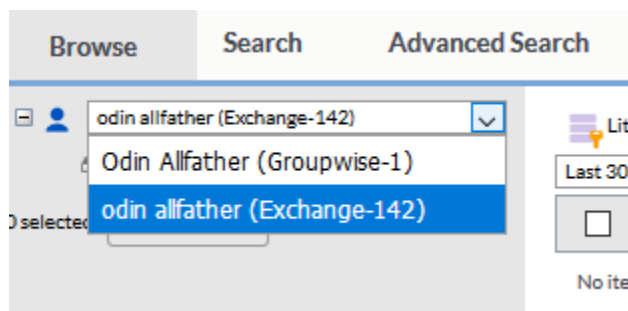 Browse Search Advanced Search
odin allfather (Exchange-142)
Odin Allfather (Groupwise-1)
odin allfather (Exchange-142)
Last 30
No ite